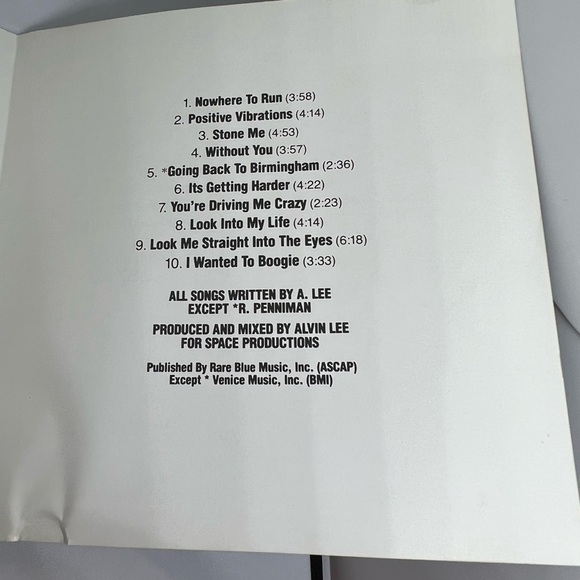 1. Nowhere To Run (3:58)
2. Positive Vibrations (4:14)
3. Stone Me (4:53)
4. Without You (3:57)
5. *Going Back To Birmingham (2:36)
6. Its Getting Harder (4:22)
7. You're Driving Me Crazy (2:23)
8. Look Into My Life (4:14)
9. Look Me Straight Into The Eyes (6:18)
10. I Wanted To Boogie (3:33)
ALL SONGS WRITTEN BY A. LEE
EXCEPT *R. PENNIMAN
PRODUCED AND MIXED BY ALVIN LEE
FOR SPACE PRODUCTIONS
Published By Rare Blue Music, Inc. (ASCAP)
Except * Venice Music, Inc. (BMI)